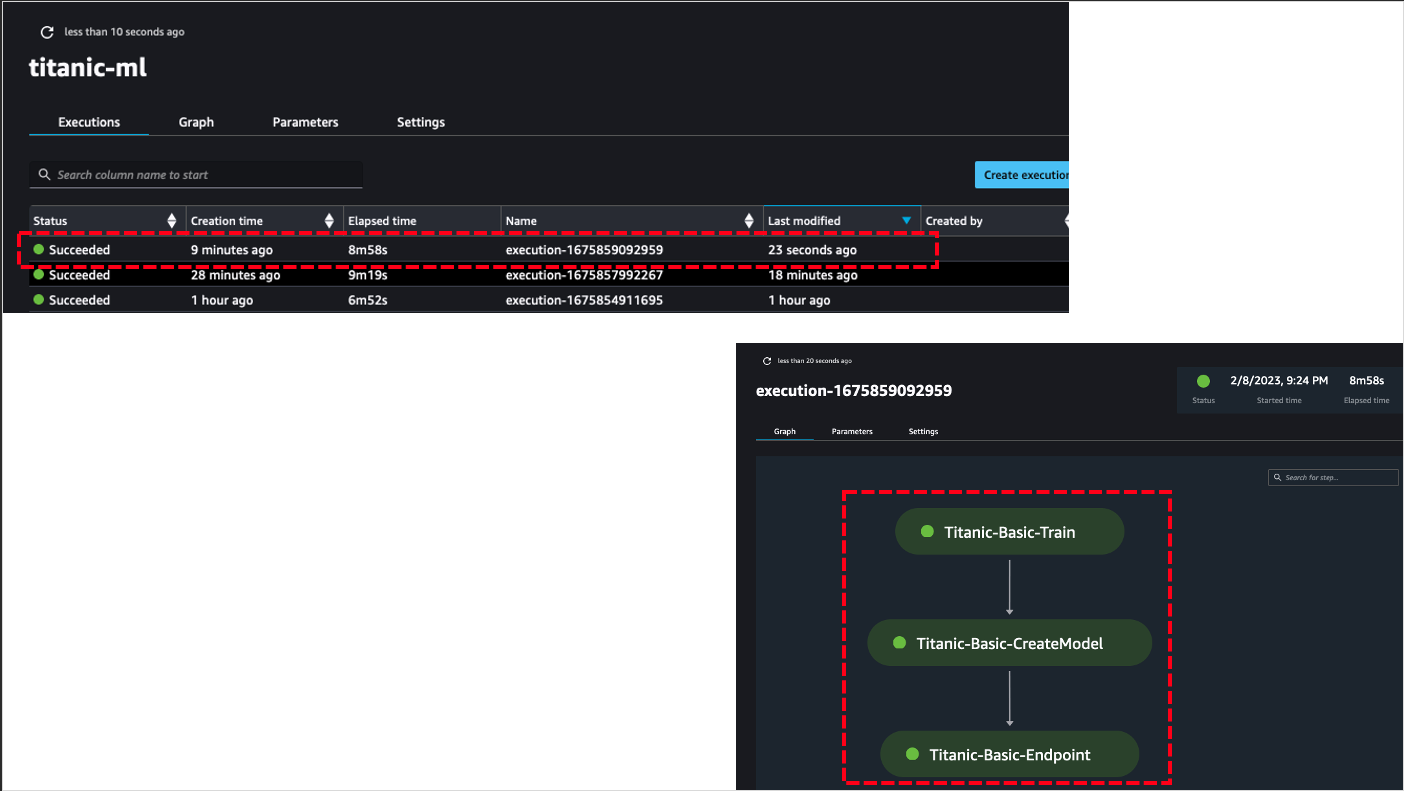 less than 10 seconds ago
titanic-ml
Executions Graph Parameters Settings
Search column name to start
Create execution
Status Creation time Elapsed time Name Last modified Created by
Succeeded 9 minutes ago 8m58s execution-1675859092959 23 seconds ago
Succeeded 28 minutes ago 9m19s execution-1675857992267 18 minutes ago
Succeeded 1 hour ago 6m52s execution-1675854911695 1 hour ago
less than 20 seconds ago
execution-1675859092959
2/8/2023, 9:24 PM 8m58s
Status Started time Elapsed time
Graph Parameters Settings
Search for step...
Titanic-Basic-Train
Titanic-Basic-CreateModel
Titanic-Basic-Endpoint